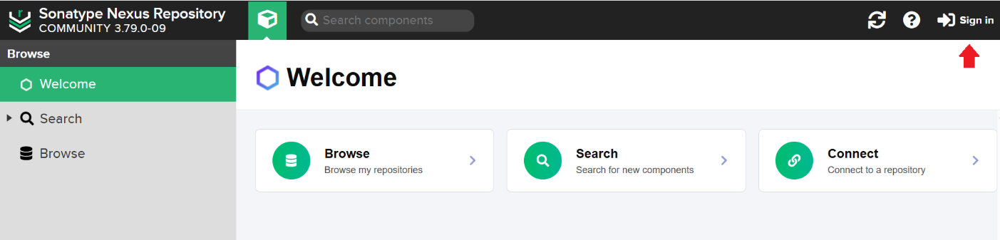 Sonatype Nexus Repository
COMMUNITY 3.79.0-09
Search components
Sign in
Browse
Welcome
Search
Browse
Welcome
Browse
Browse my repositories
Search
Search for new components
Connect
Connect to a repository